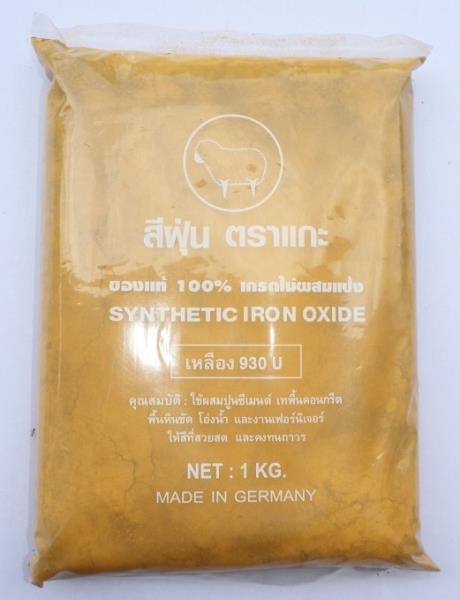 สีฝุ่น ตราแกะ
ของแท้ 100% เกรดไม่ผสมแป้ง
SYNTHETIC IRON OXIDE
เหลือง 930 U
คุณสมบัติ : ใช้ผสมปูนซีเมนต์ เทพื้นคอนกรีต
พื้นหินขัด โอ่งน้ำ และงานเฟอร์นิเจอร์
ให้สีที่สวยสด และคงทนถาวร
NET : 1 KG.
MADE IN GERMANY